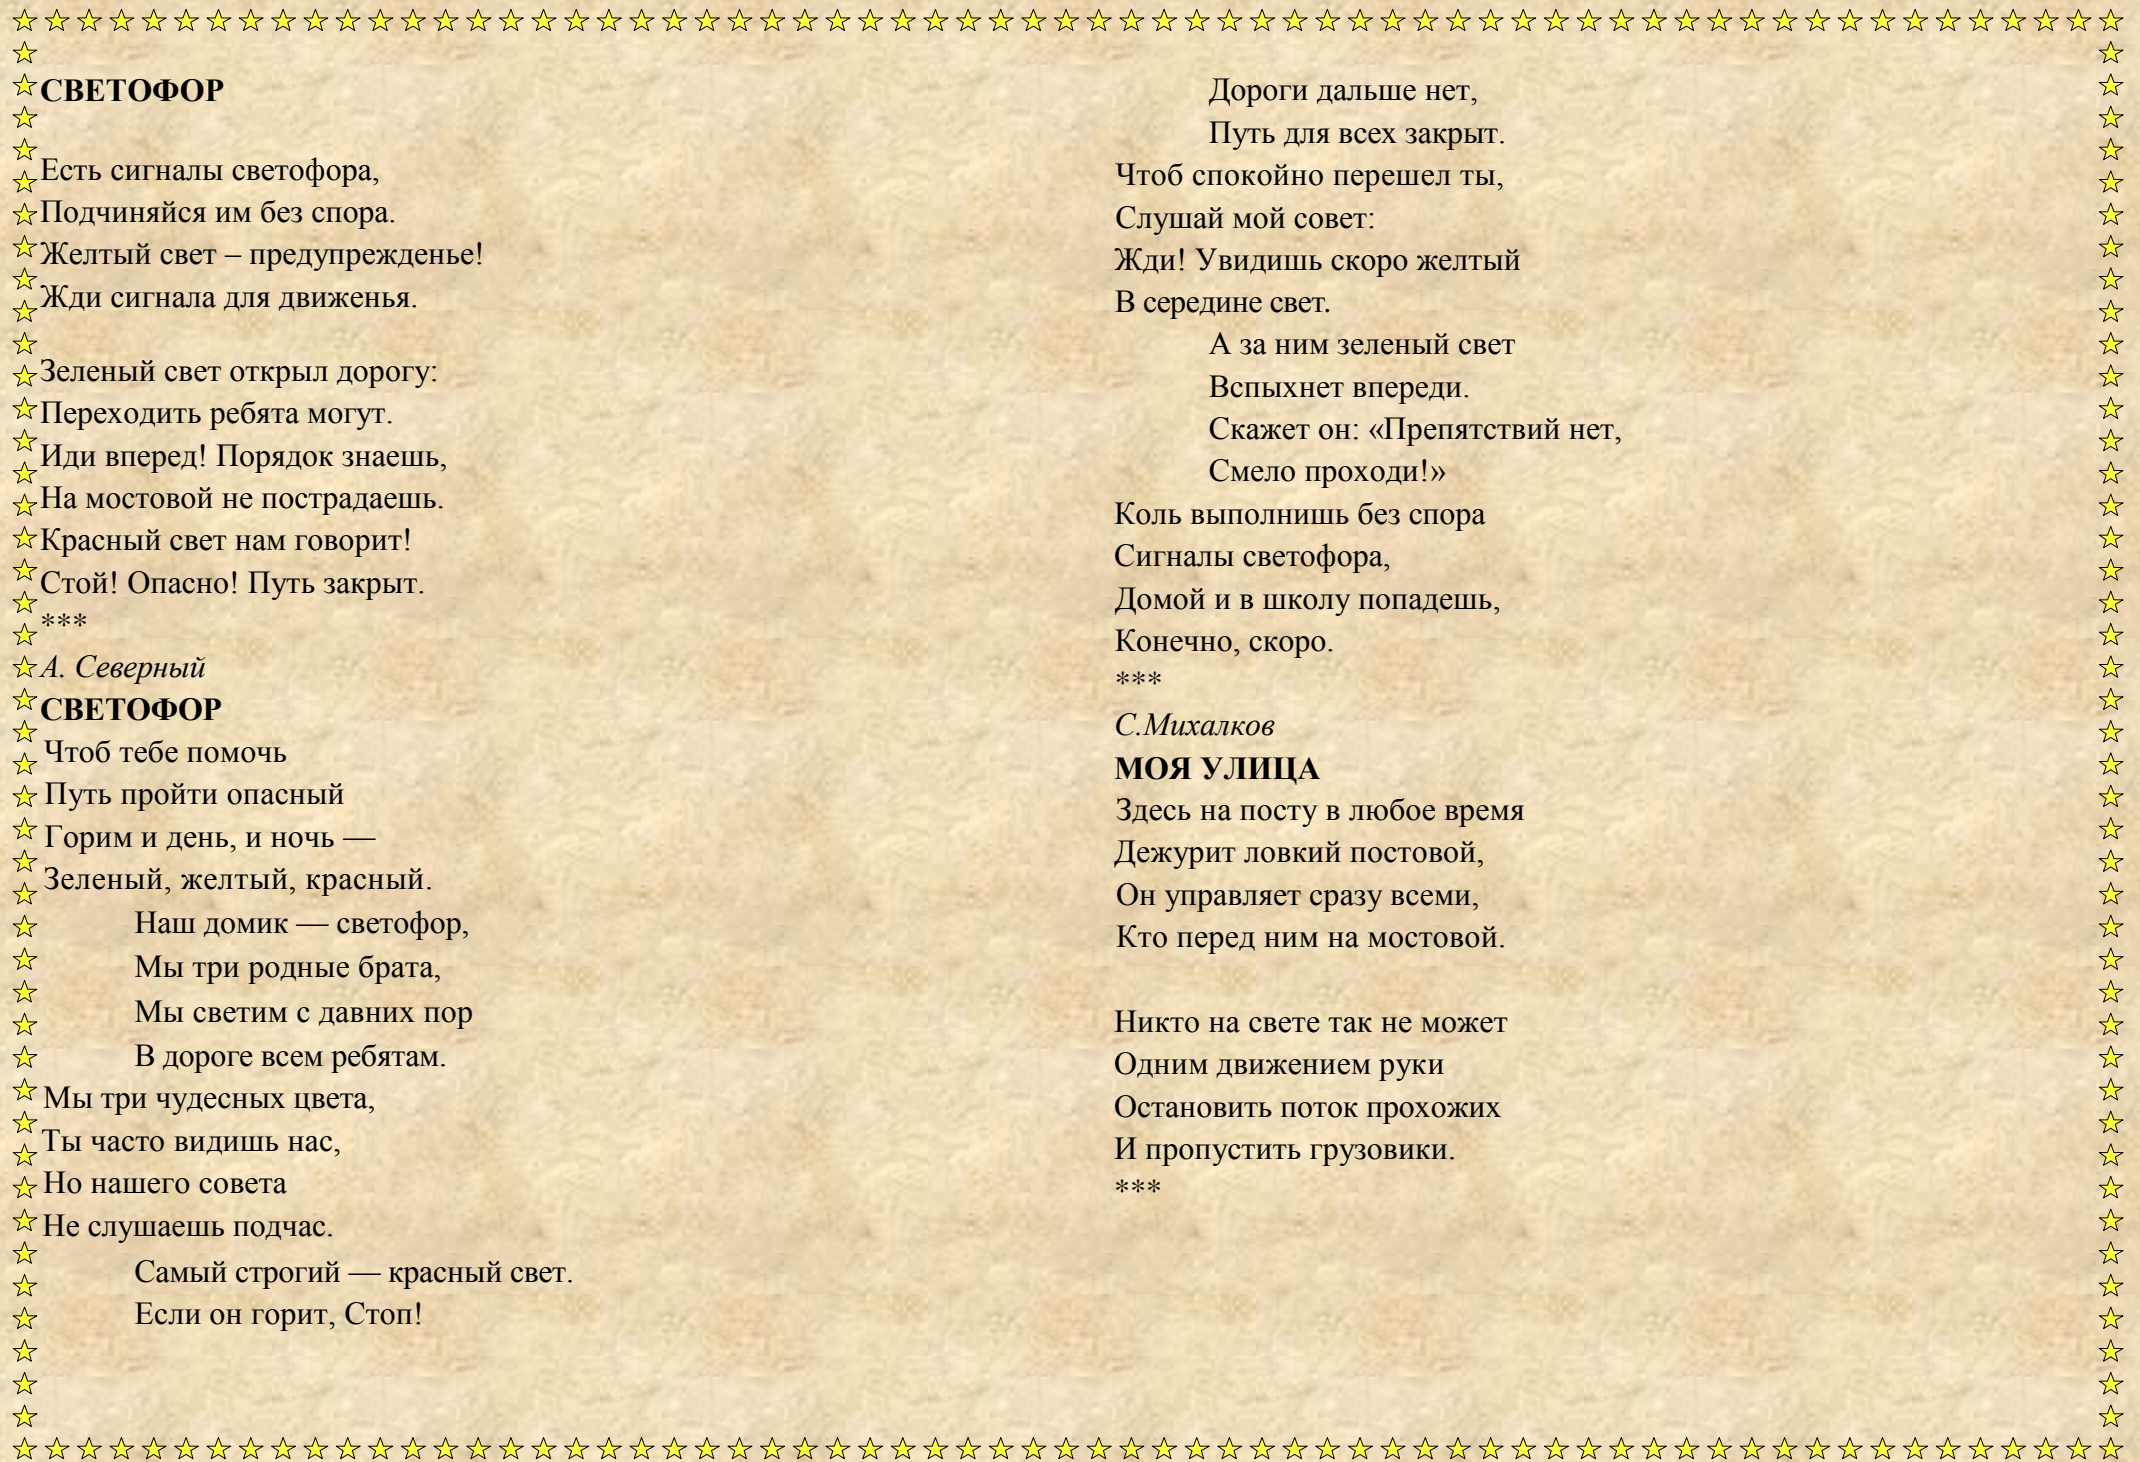 СВЕТОФОР
Есть сигналы светофора,
Подчиняйся им без спора.
Желтый свет – предупрежденье!
Жди сигнала для движенья.
Зеленый свет открыл дорогу:
Переходить ребята могут.
Иди вперед! Порядок знаешь,
На мостовой не пострадаешь.
Красный свет нам говорит!
Стой! Опасно! Путь закрыт.
***
А. Северный
СВЕТОФОР
Чтоб тебе помочь
Путь пройти опасный
Горим и день, и ночь —
Зеленый, желтый, красный.
Наш домик — светофор,
Мы три родные брата,
Мы светим с давних пор
В дороге всем ребятам.
Мы три чудесных цвета,
Ты часто видишь нас,
Но нашего совета
Не слушаешь подчас.
Самый строгий — красный свет.
Если он горит, Стоп!
Дороги дальше нет,
Путь для всех закрыт.
Чтоб спокойно перешел ты,
Слушай мой совет:
Жди! Увидишь скоро желтый
В середине свет.
А за ним зеленый свет
Вспыхнет впереди.
Скажет он: «Препятствий нет,
Смело проходи!»
Коль выполнишь без спора
Сигналы светофора,
Домой и в школу попадешь,
Конечно, скоро.
***
С.Михалков
МОЯ УЛИЦА
Здесь на посту в любое время
Дежурит ловкий постовой,
Он управляет сразу всеми,
Кто перед ним на мостовой.
Никто на свете так не может
Одним движением руки
Остановить поток прохожих
И пропустить грузовики.
***